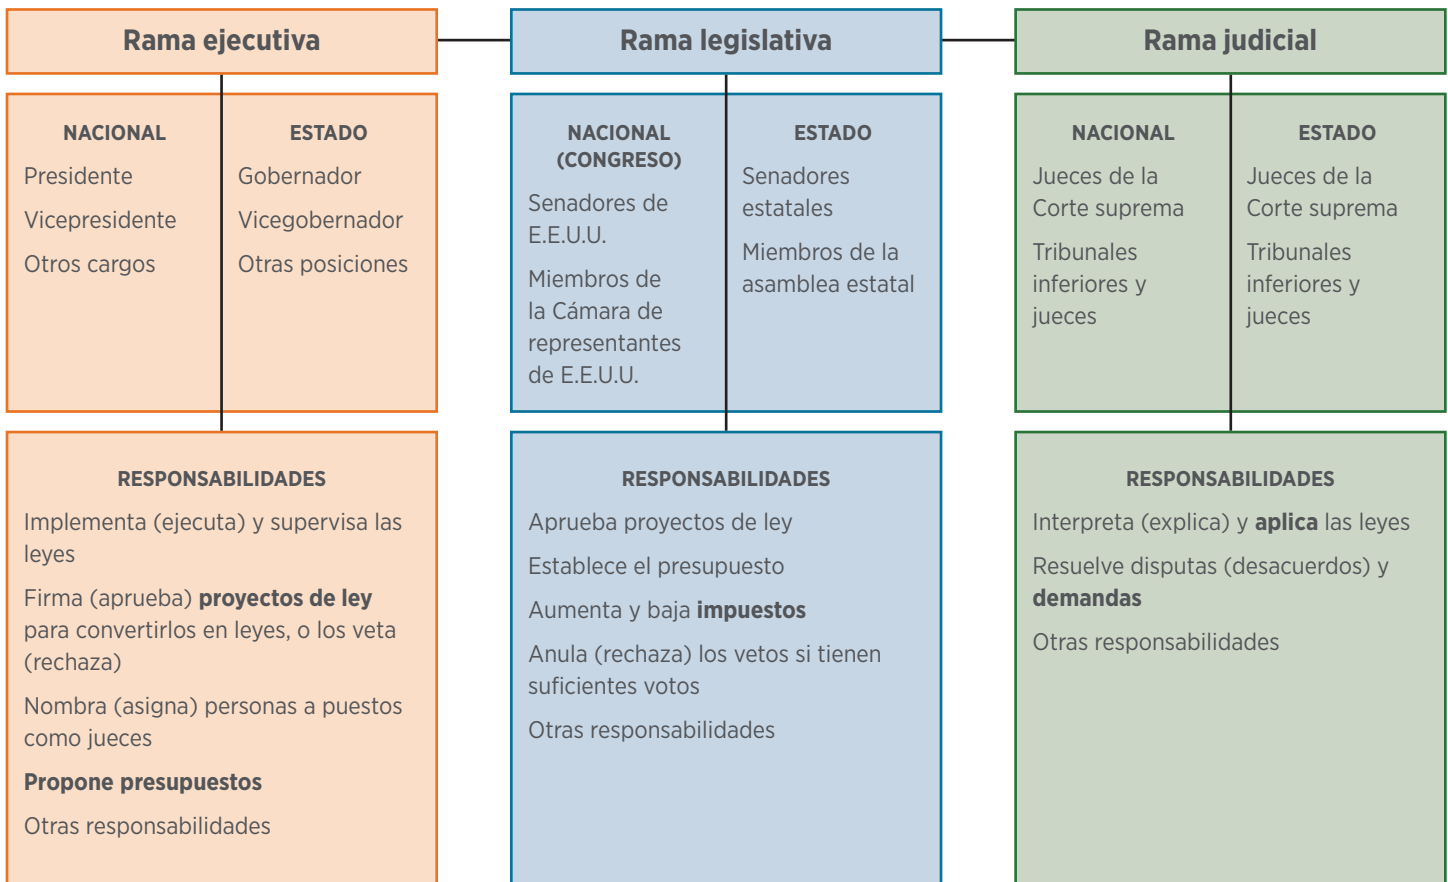 Rama ejecutiva
NACIONAL
Presidente
Vicepresidente
Otros cargos
ESTADO
Gobernador
Vicegobernador
Otras posiciones
RESPONSABILIDADES
Implementa (ejecuta) y supervisa las
leyes
Firma (aprueba) proyectos de ley
para convertirlos en leyes, o los veta
(rechaza)
Nombra (asigna) personas a puestos
como jueces
Propone presupuestos
Otras responsabilidades
Rama legislativa
NACIONAL
(CONGRESO)
Senadores de
E.E.U.U.
Miembros de
la Cámara de
representantes
de E.E.U.U.
ESTADO
Senadores
estatales
Miembros de la
asamblea estatal
RESPONSABILIDADES
Aprueba proyectos de ley
Establece el presupuesto
Aumenta y baja impuestos
Anula (rechaza) los vetos si tienen
suficientes votos
Otras responsabilidades
Rama judicial
NACIONAL
Jueces de la
Corte suprema
Tribunales
inferiores y
jueces
ESTADO
Jueces de la
Corte suprema
Tribunales
inferiores y
jueces
RESPONSABILIDADES
Interpreta (explica) y aplica las leyes
Resuelve disputas (desacuerdos) y
demandas
Otras responsabilidades